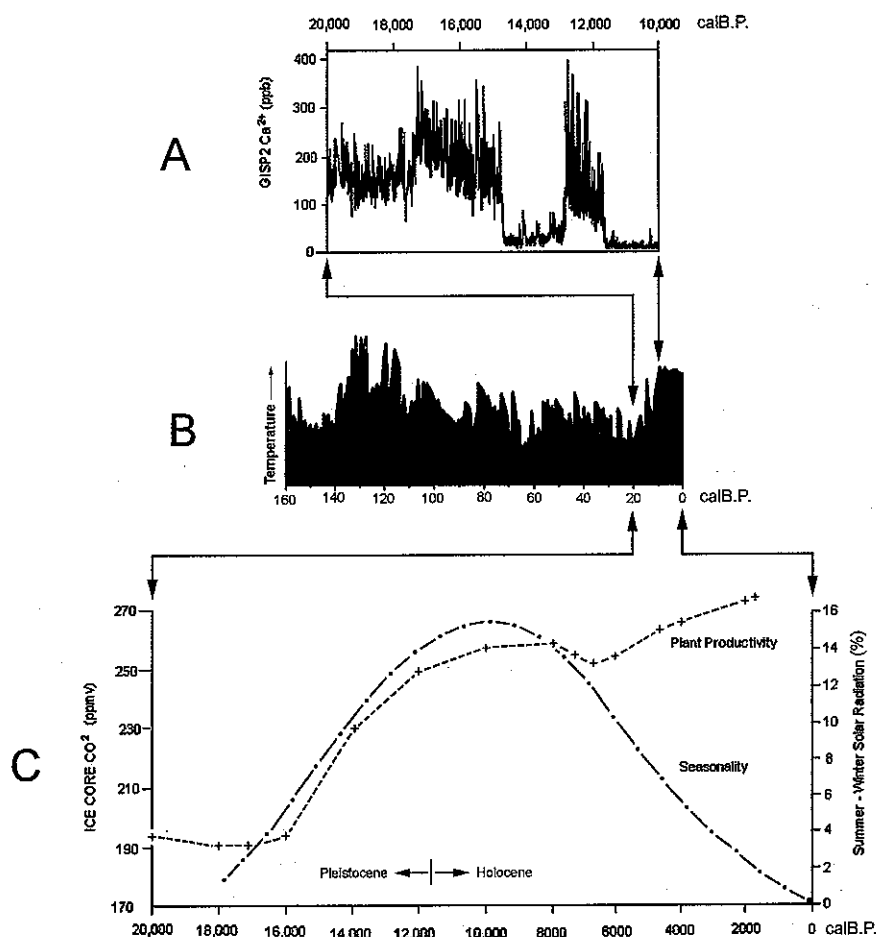 20,000 18,000 16,000 14,000 12,000 10,000 calB.P.
A
GISP2 Ca2+ (ppb)
400
300
200
100
0
B
Temperature
160 140 120 100 80 60 40 20 0 calB.P.
C
ICE CORE CO2 (ppmv)
270
250
230
210
190
170
Plant Productivity
Seasonality
Pleistocene Holocene
16
14
12
10
8
6
4
2
0
Summer - Winter Solar Radiation (%)
20,000 18,000 16,000 14,000 12,000 10,000 8000 6000 4000 2000 0 calB.P.